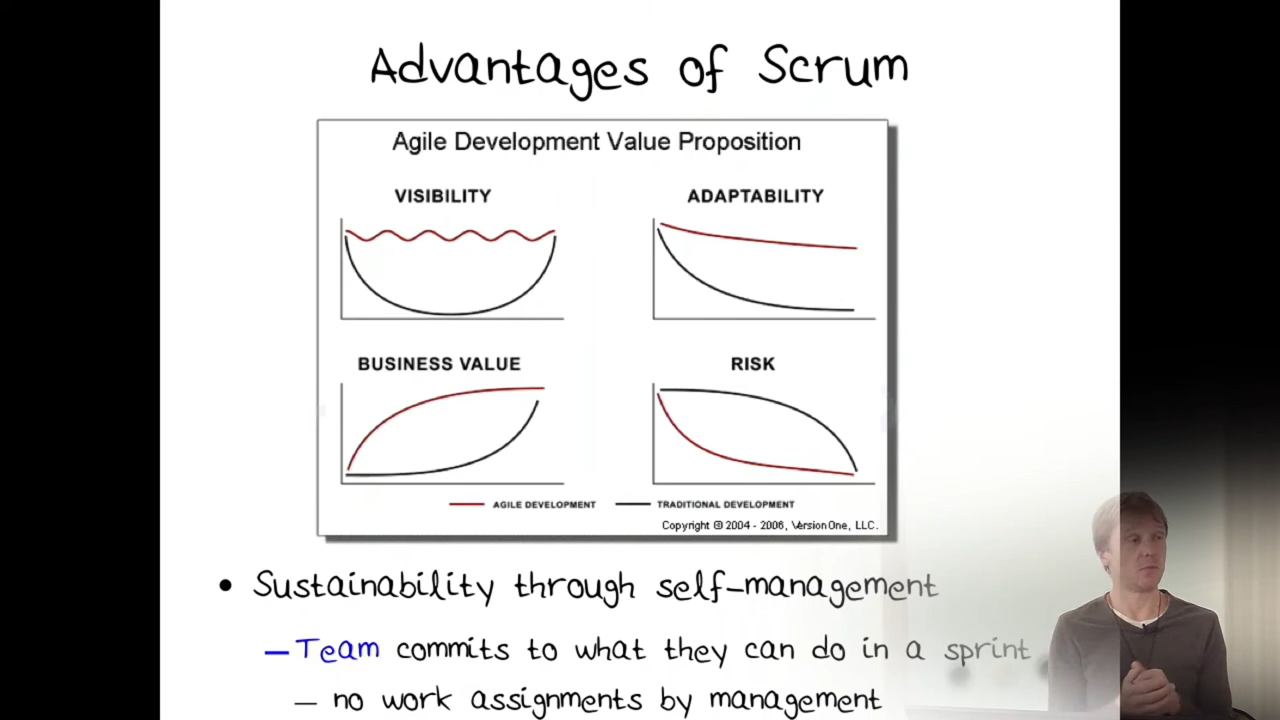 Advantages of Scrum
Agile Development Value Proposition
VISIBILITY
ADAPTABILITY
BUSINESS VALUE
RISK
AGILE DEVELOPMENT
TRADITIONAL DEVELOPMENT
Copyright © 2004 - 2006, VersionOne, LLC.
• Sustainability through self-management
– Team commits to what they can do in a sprint
– no work assignments by management